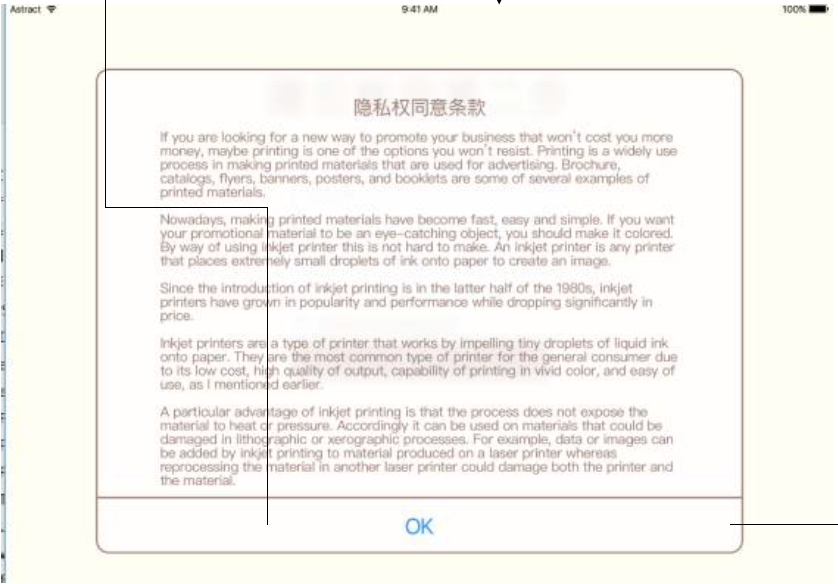 Astract
9:41 AM
100%
隐私权同意条款
If you are looking for a new way to promote your business that won't cost you more
money, maybe printing is one of the options you won't resist. Printing is a widely use
process in making printed materials that are used for advertising. Brochure,
catalogs, flyers, banners, posters, and booklets are some of several examples of
printed materials.
Nowadays, making printed materials have become fast, easy and simple. If you want
your promotional material to be an eye-catching object, you should make it colored.
By way of using inkjet printer this is not hard to make. An inkjet printer is any printer
that places extremely small droplets of ink onto paper to create an image.
Since the introduction of inkjet printing is in the latter half of the 1980s, inkjet
printers have grown in popularity and performance while dropping significantly in
price.
Inkjet printers are a type of printer that works by impelling tiny droplets of liquid ink
onto paper. They are the most common type of printer for the general consumer due
to its low cost, high quality of output, capability of printing in vivid color, and easy of
use, as I mentioned earlier.
A particular advantage of inkjet printing is that the process does not expose the
material to heat or pressure. Accordingly it can be used on materials that could be
damaged in lithographic or xerographic processes. For example, data or images can
be added by inkjet printing to material produced on a laser printer whereas
reprocessing the material in another laser printer could damage both the printer and
the material.
OK